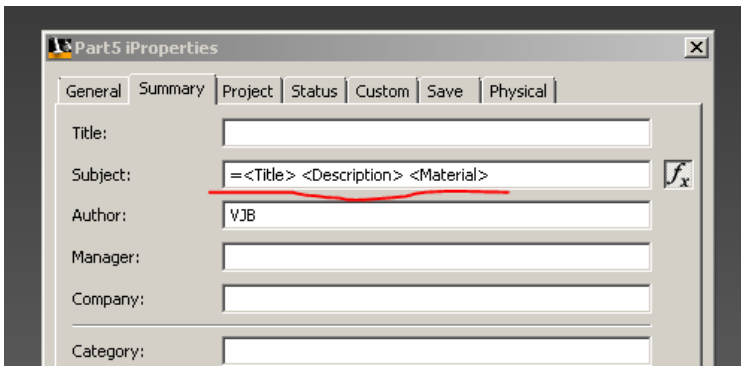 Part5 iProperties
General Summary Project Status Custom Save Physical
Title:
Subject: =<Title> <Description> <Material> fx
Author: VJB
Manager:
Company:
Category: